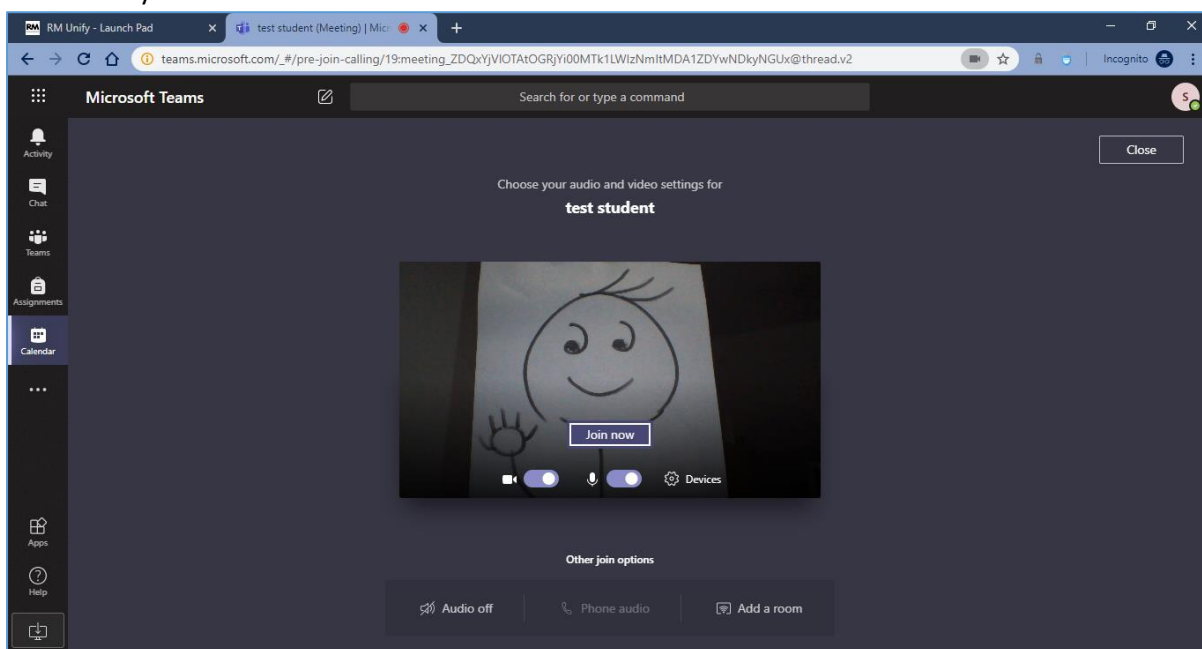 RM RM Unify - Launch Pad
test student (Meeting) | Micr
teams.microsoft.com/_#/pre-join-calling/19:meeting_ZDQxYjVlOTAtOGRjYi00MTk1LWIzNmItMDA1ZDYwNDkyNGUx@thread.v2
Incognito
Microsoft Teams
Search for or type a command
S
Activity
Chat
Teams
Assignments
Calendar
Apps
Help
Close
Choose your audio and video settings for
test student
Join now
Devices
Other join options
Audio off
Phone audio
Add a room